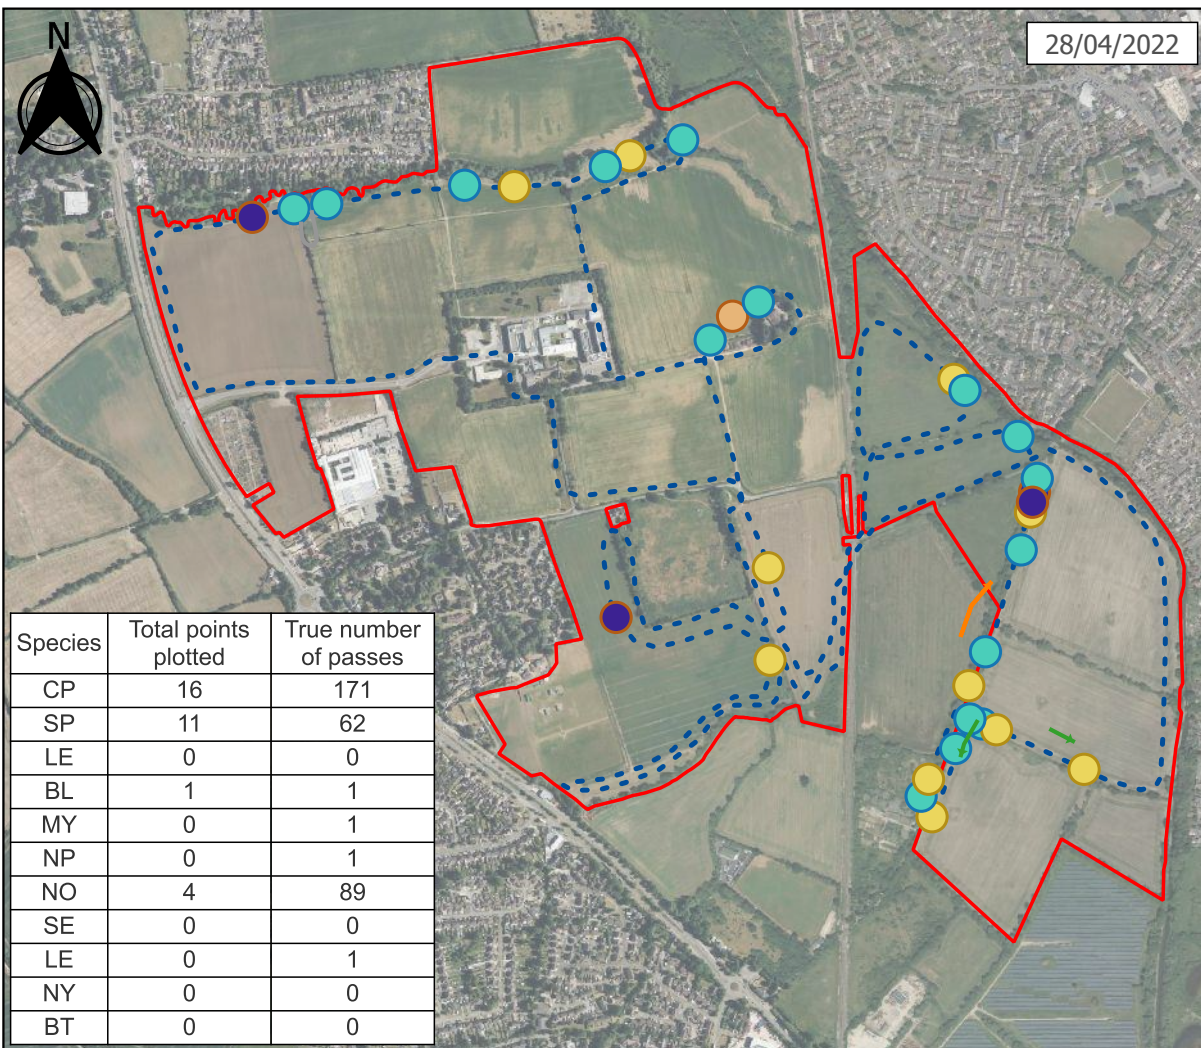 N
28/04/2022
Species Total points plotted True number of passes
CP 16 171
SP 11 62
LE 0 0
BL 1 1
MY 0 1
NP 0 1
NO 4 89
SE 0 0
LE 0 1
NY 0 0
BT 0 0